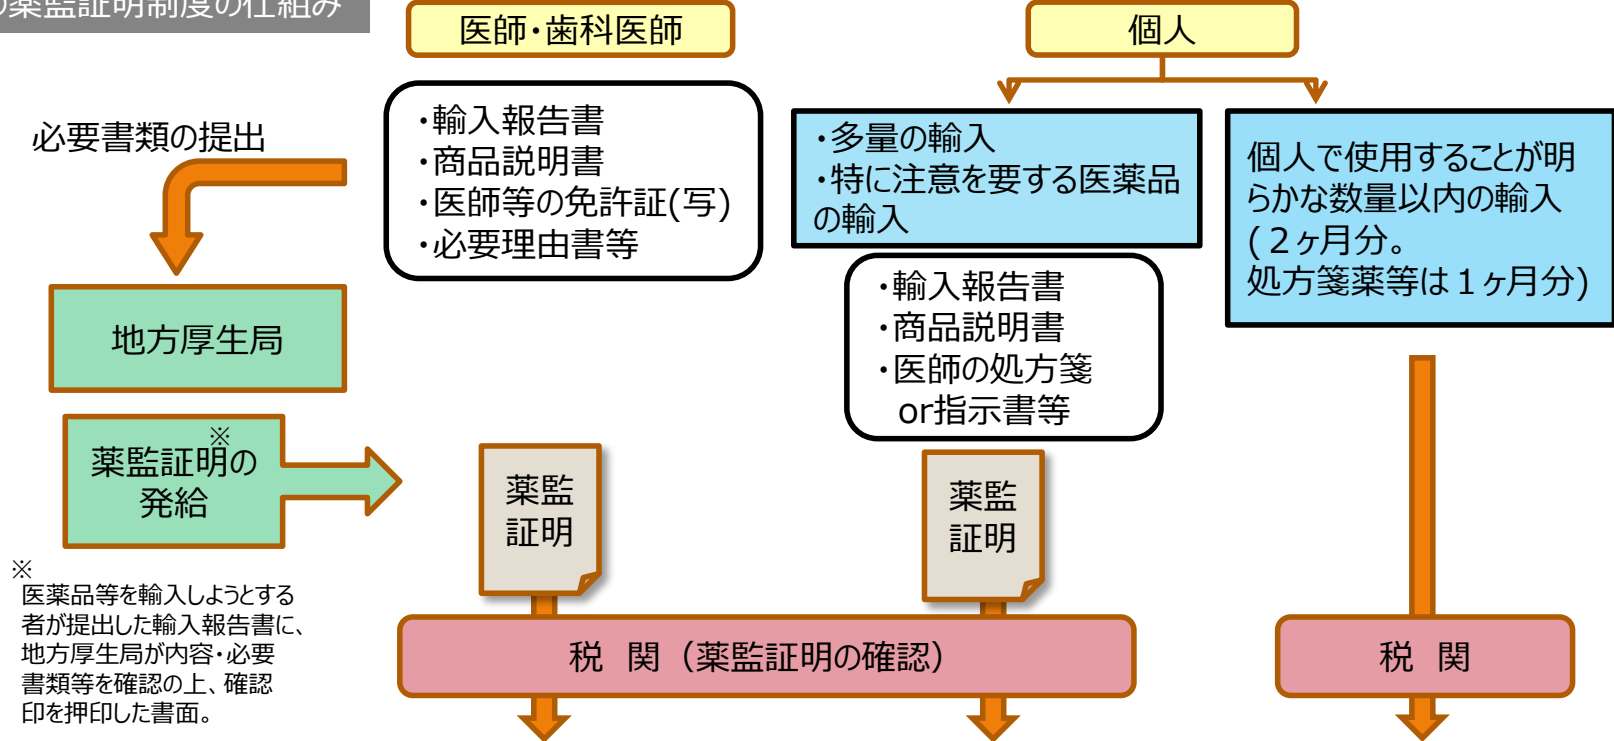 の薬監証明制度の仕組み
医師・歯科医師
個人
必要書類の提出
・輸入報告書
・商品説明書
・医師等の免許証(写)
・必要理由書等
・多量の輸入
・特に注意を要する医薬品
の輸入
個人で使用することが明
らかな数量以内の輸入
(２ヶ月分。
処方箋薬等は１ヶ月分)
・輸入報告書
・商品説明書
・医師の処方箋
or指示書等
地方厚生局
※
薬監証明の
発給
薬監
証明
薬監
証明
※
医薬品等を輸入しようとする
者が提出した輸入報告書に、
地方厚生局が内容・必要
書類等を確認の上、確認
印を押印した書面。
税　関（薬監証明の確認）
税　関